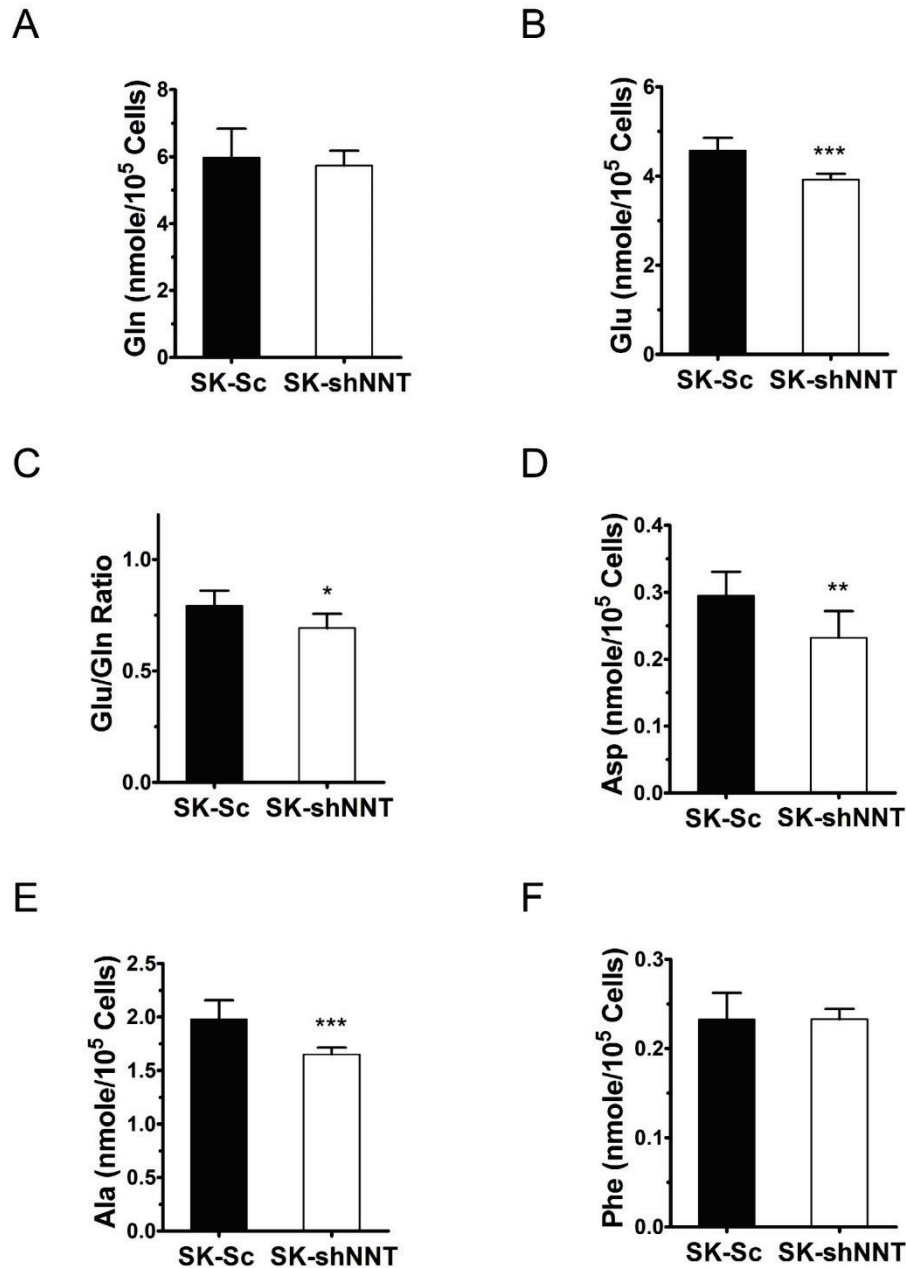 A
Gln (nmole/10⁵ Cells)
8
6
4
2
0
SK-Sc SK-shNNT
B
Glu (nmole/10⁵ Cells)
6
4
4
0
***
SK-Sc SK-shNNT
C
Glu/Gln Ratio
1.0
0.5
0.0
*
SK-Sc SK-shNNT
D
Asp (nmole/10⁵ Cells)
0.4
0.3
0.2
0.1
0.0
**
SK-Sc SK-shNNT
E
Ala (nmole/10⁵ Cells)
2.5
2.0
1.5
1.0
0.5
0.0
***
SK-Sc SK-shNNT
F
Phe (nmole/10⁵ Cells)
0.3
0.2
0.1
0.0
SK-Sc SK-shNNT